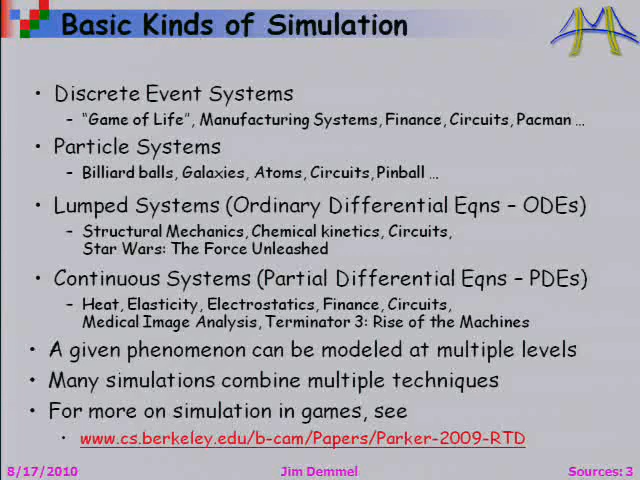 Basic Kinds of Simulation
• Discrete Event Systems
– "Game of Life", Manufacturing Systems, Finance, Circuits, Pacman …
• Particle Systems
– Billiard balls, Galaxies, Atoms, Circuits, Pinball …
• Lumped Systems (Ordinary Differential Eqns – ODEs)
– Structural Mechanics, Chemical kinetics, Circuits,
Star Wars: The Force Unleashed
• Continuous Systems (Partial Differential Eqns – PDEs)
– Heat, Elasticity, Electrostatics, Finance, Circuits,
Medical Image Analysis, Terminator 3: Rise of the Machines
• A given phenomenon can be modeled at multiple levels
• Many simulations combine multiple techniques
• For more on simulation in games, see
• www.cs.berkeley.edu/b-cam/Papers/Parker-2009-RTD
8/17/2010 Jim Demmel Sources: 3